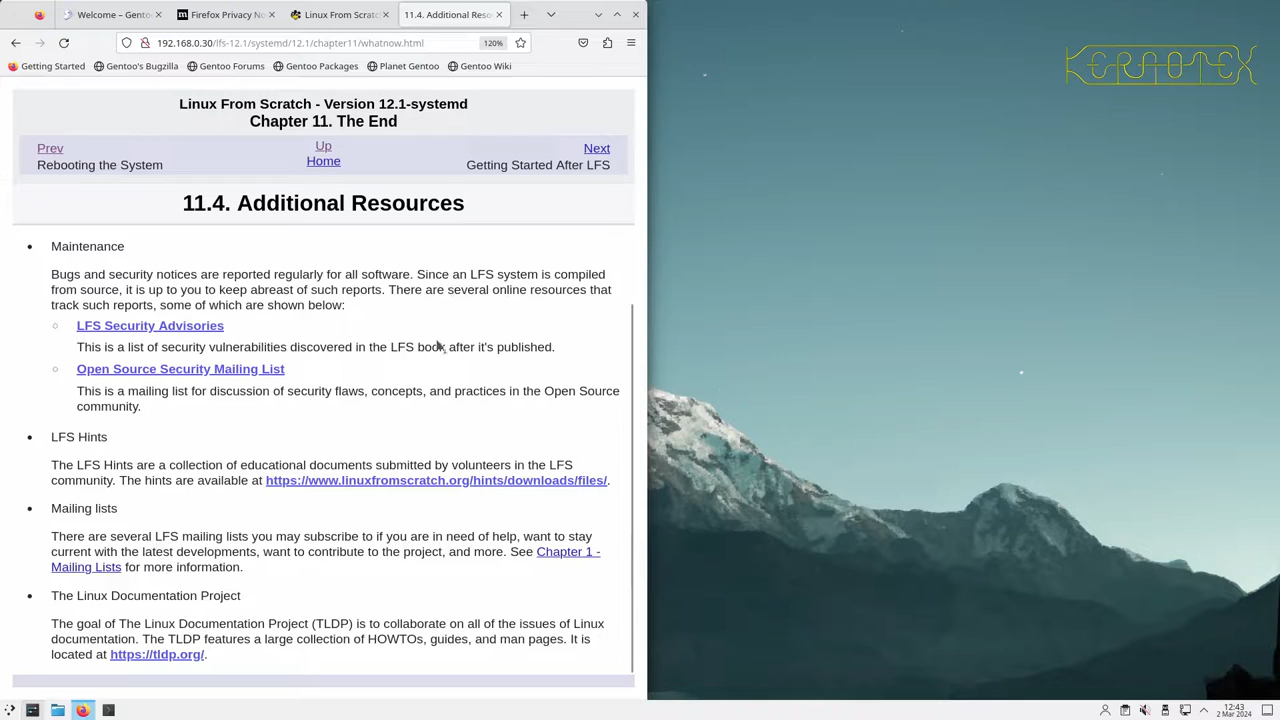 Welcome – Gento
Firefox Privacy No
Linux From Scratc
11.4. Additional Reso
192.168.0.30/lfs-12.1/systemd/12.1/chapter11/whatnow.html
120%
Getting Started
Gentoo's Bugzilla
Gentoo Forums
Gentoo Packages
Planet Gentoo
Gentoo Wiki
KERAOTEX
Linux From Scratch - Version 12.1-systemd
Chapter 11. The End
Prev
Up
Next
Rebooting the System
Home
Getting Started After LFS
11.4. Additional Resources
• Maintenance
Bugs and security notices are reported regularly for all software. Since an LFS system is compiled
from source, it is up to you to keep abreast of such reports. There are several online resources that
track such reports, some of which are shown below:
LFS Security Advisories
This is a list of security vulnerabilities discovered in the LFS book after it's published.
Open Source Security Mailing List
This is a mailing list for discussion of security flaws, concepts, and practices in the Open Source
community.
• LFS Hints
The LFS Hints are a collection of educational documents submitted by volunteers in the LFS
community. The hints are available at https://www.linuxfromscratch.org/hints/downloads/files/.
• Mailing lists
There are several LFS mailing lists you may subscribe to if you are in need of help, want to stay
current with the latest developments, want to contribute to the project, and more. See Chapter 1 -
Mailing Lists for more information.
• The Linux Documentation Project
The goal of The Linux Documentation Project (TLDP) is to collaborate on all of the issues of Linux
documentation. The TLDP features a large collection of HOWTOs, guides, and man pages. It is
located at https://tldp.org/.
12:43
2 Mar 2024